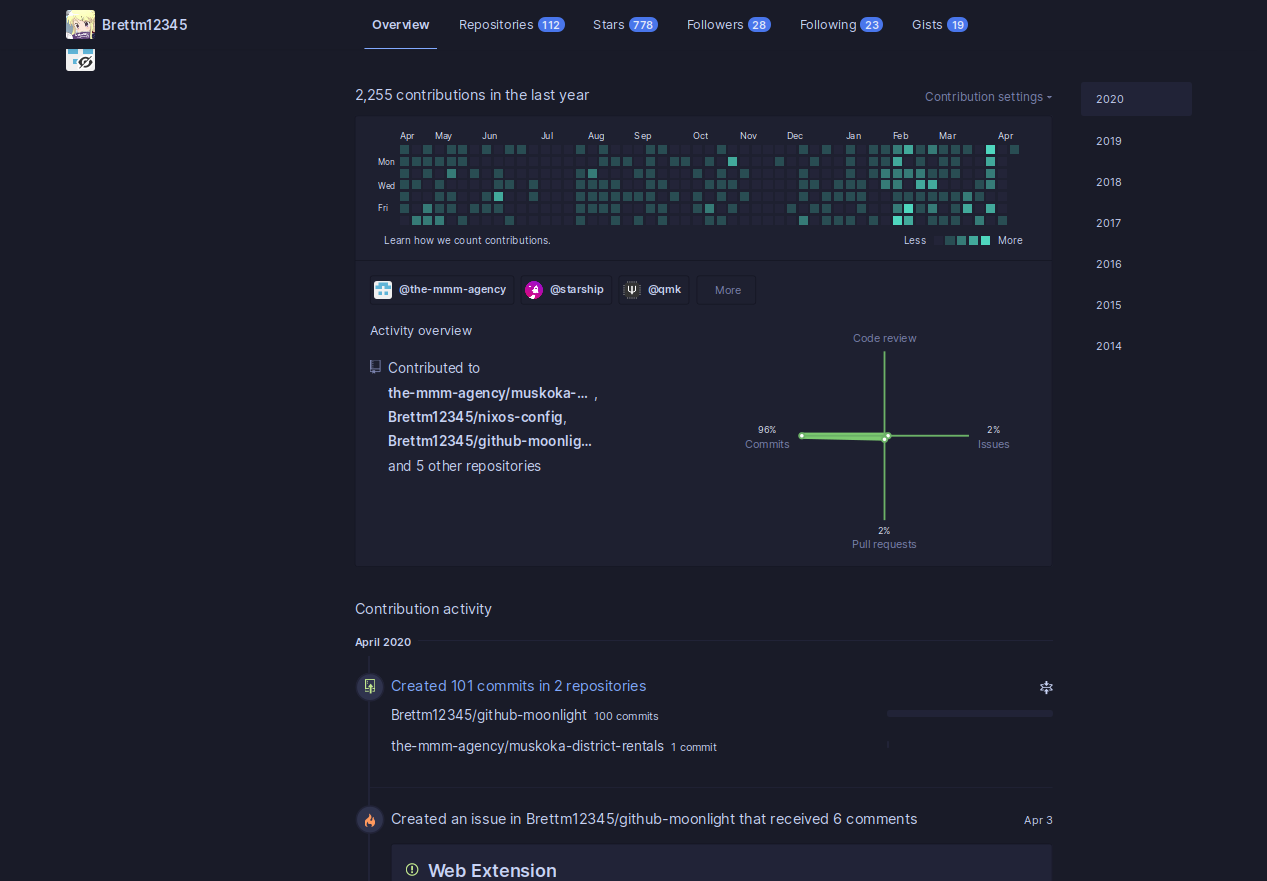 Brettm12345
Overview Repositories 112 Stars 778 Followers 28 Following 23 Gists 19
2,255 contributions in the last year
Contribution settings
2020
2019
2018
2017
2016
2015
2014
Apr May Jun Jul Aug Sep Oct Nov Dec Jan Feb Mar Apr
Mon
Wed
Fri
Learn how we count contributions.
Less More
@the-mmm-agency @starship @qmk More
Activity overview
Contributed to
the-mmm-agency/muskoka-... ,
Brettm12345/nixos-config,
Brettm12345/github-moonlig...
and 5 other repositories
Code review
96%
Commits
2%
Issues
2%
Pull requests
Contribution activity
April 2020
Created 101 commits in 2 repositories
Brettm12345/github-moonlight 100 commits
the-mmm-agency/muskoka-district-rentals 1 commit
Created an issue in Brettm12345/github-moonlight that received 6 comments Apr 3
Web Extension